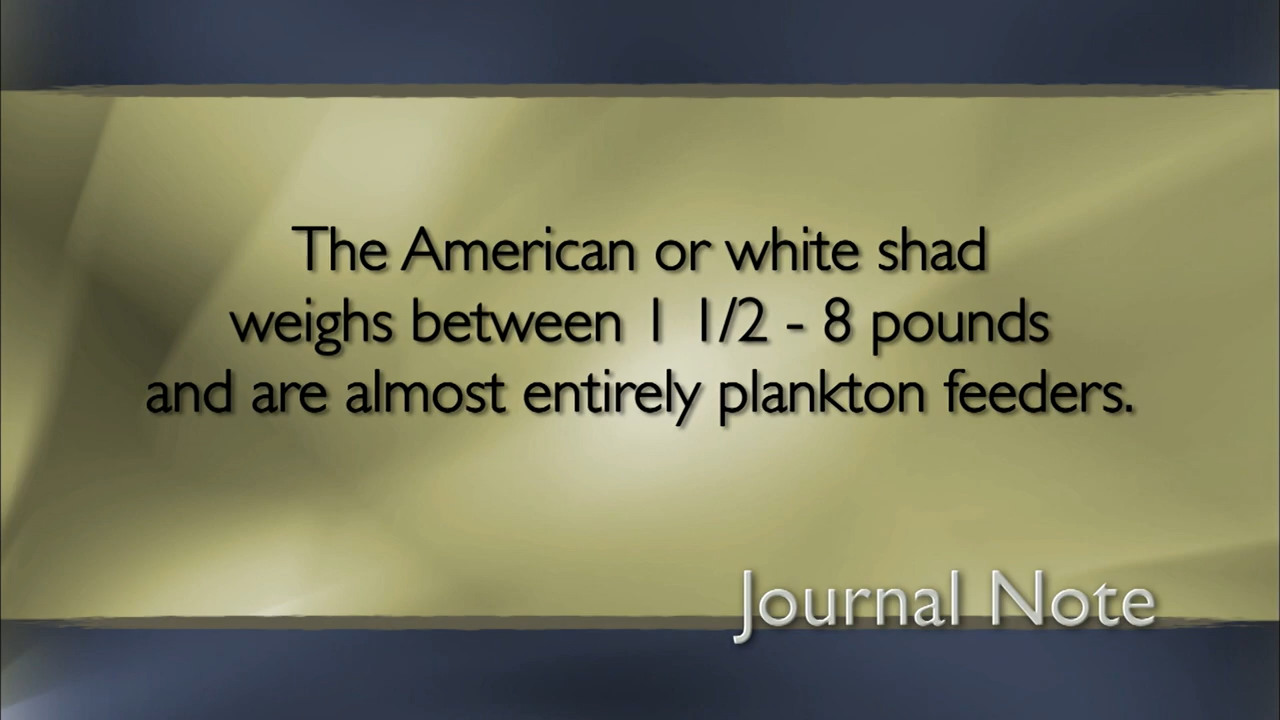 The American or white shad
weighs between 1 1/2 - 8 pounds
and are almost entirely plankton feeders.
Journal Note